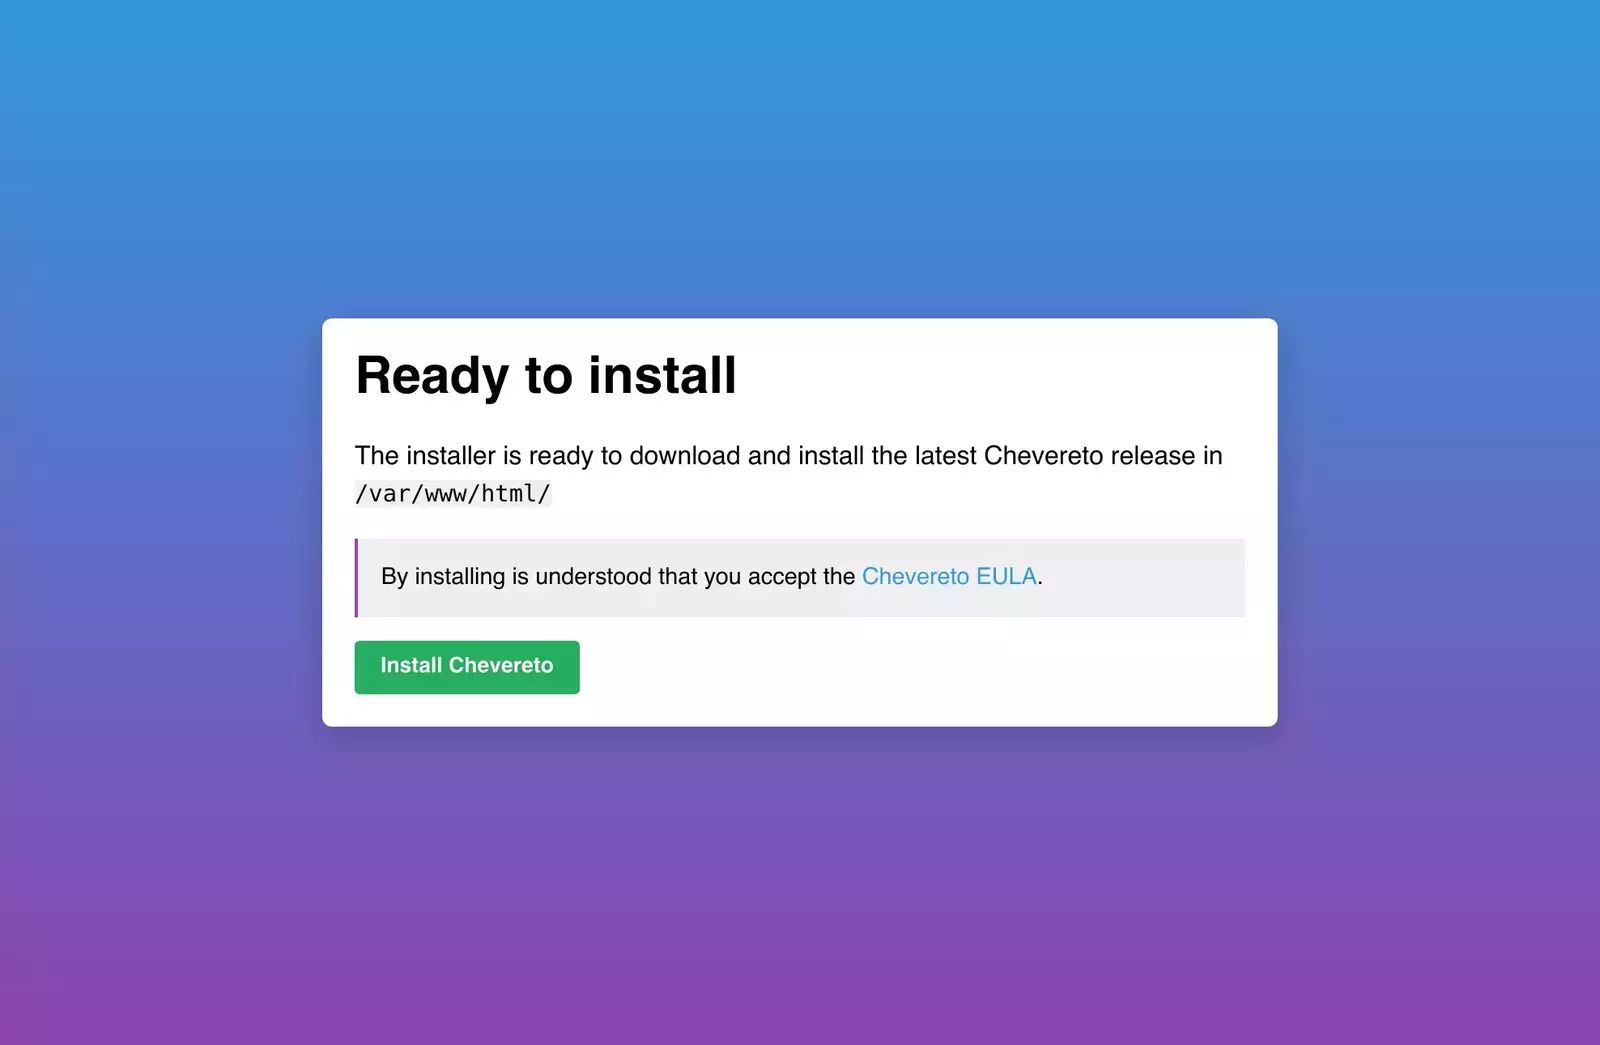 Ready to install
The installer is ready to download and install the latest Chevereto release in
/var/www/html/
By installing is understood that you accept the Chevereto EULA.
Install Chevereto